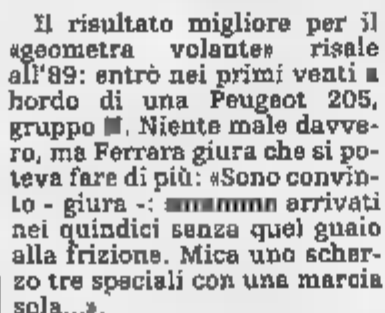 Il risultato migliore per il
«geometra volante» risale
all'89: entrò nei primi venti a
bordo di una Peugeot 205,
gruppo . Niente male davve-
ro, ma Ferrara giura che si po-
teva fare di più: «Sono convin-
to - giura -: arrivati
nei quindici senza quel guaio
alla frizione. Mica uno scher-
zo tre speciali con una marcia
sola...».